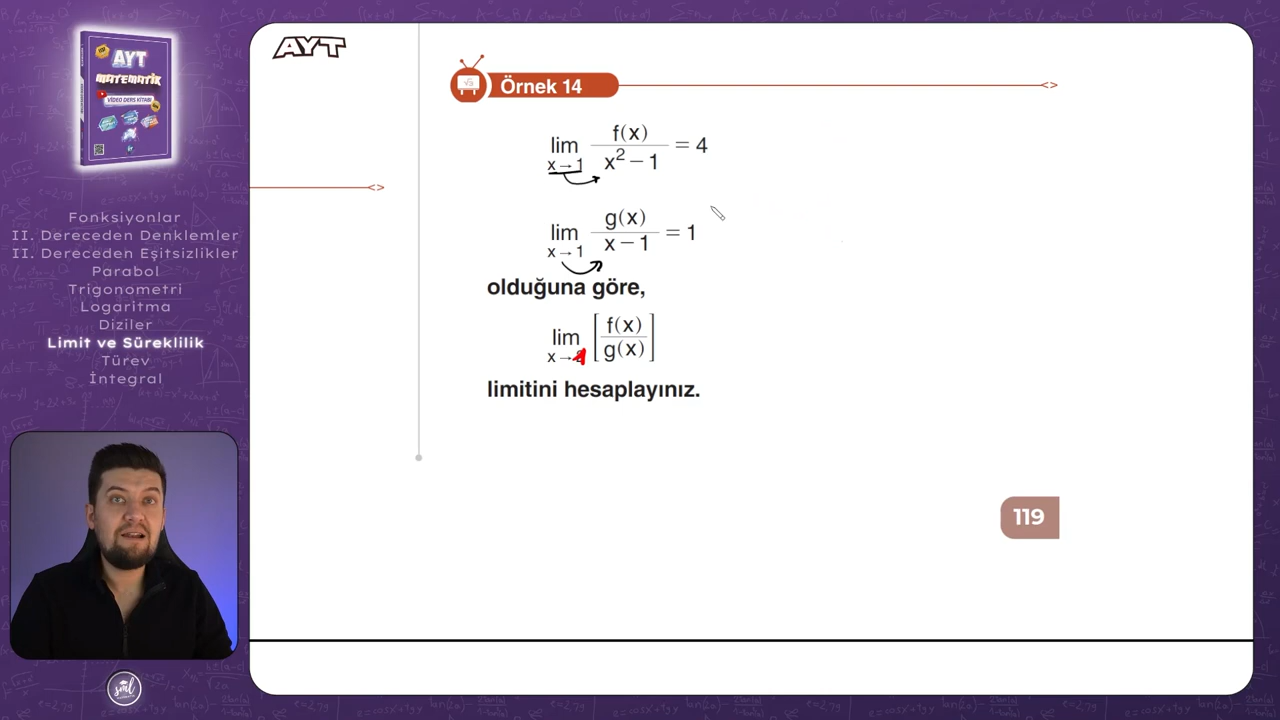 AYT
MATEMATİK
VİDEO DERS KİTABI
Fonksiyonlar
II. Dereceden Denklemler
II. Dereceden Eşitsizlikler
Parabol
Trigonometri
Logaritma
Diziler
Limit ve Süreklilik
Türev
İntegral
sml
AYT
Örnek 14
lim x→1 f(x) / x² − 1 = 4
lim x→1 g(x) / x − 1 = 1
olduğuna göre,
lim x→1 [f(x) / g(x)]
limitini hesaplayınız.
119